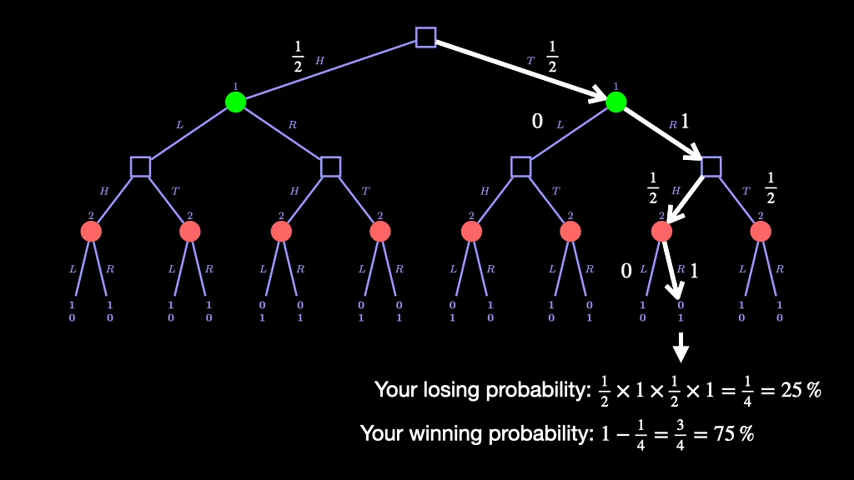 1/2 H T 1/2
1 1
L R 0 L R 1
H T H T H T 1/2 H T 1/2
2 2 2 2 2 2 2 2
L R L R L R L R L R L R 0 L R 1 L R
1 1 1 1 0 0 0 0 0 1 1 0 1 0 1 1
0 0 0 0 1 1 1 1 1 0 0 1 0 1 0 0
Your losing probability: 1/2 × 1 × 1/2 × 1 = 1/4 = 25 %
Your winning probability: 1 − 1/4 = 3/4 = 75 %